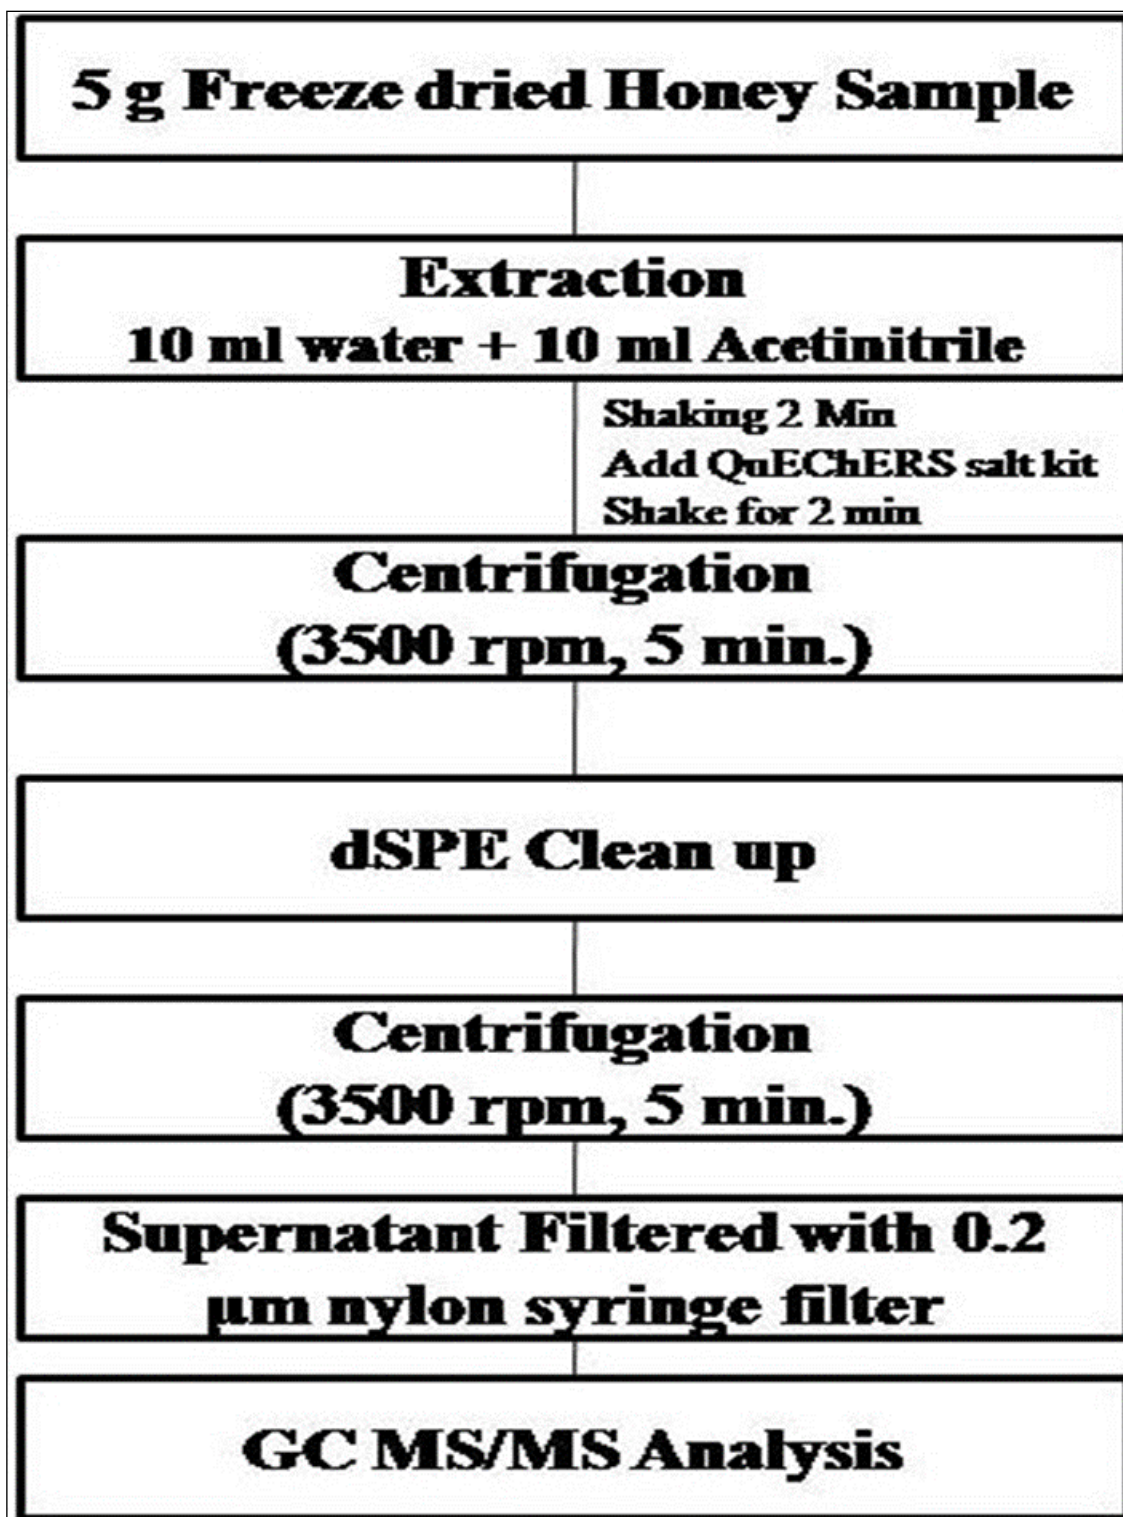 5 g Freeze dried Honey Sample
Extraction
10 ml water + 10 ml Acetinitrile
Shaking 2 Min
Add QuEChERS salt kit
Shake for 2 min
Centrifugation
(3500 rpm, 5 min.)
dSPE Clean up
Centrifugation
(3500 rpm, 5 min.)
Supernatant Filtered with 0.2
µm nylon syringe filter
GC MS/MS Analysis